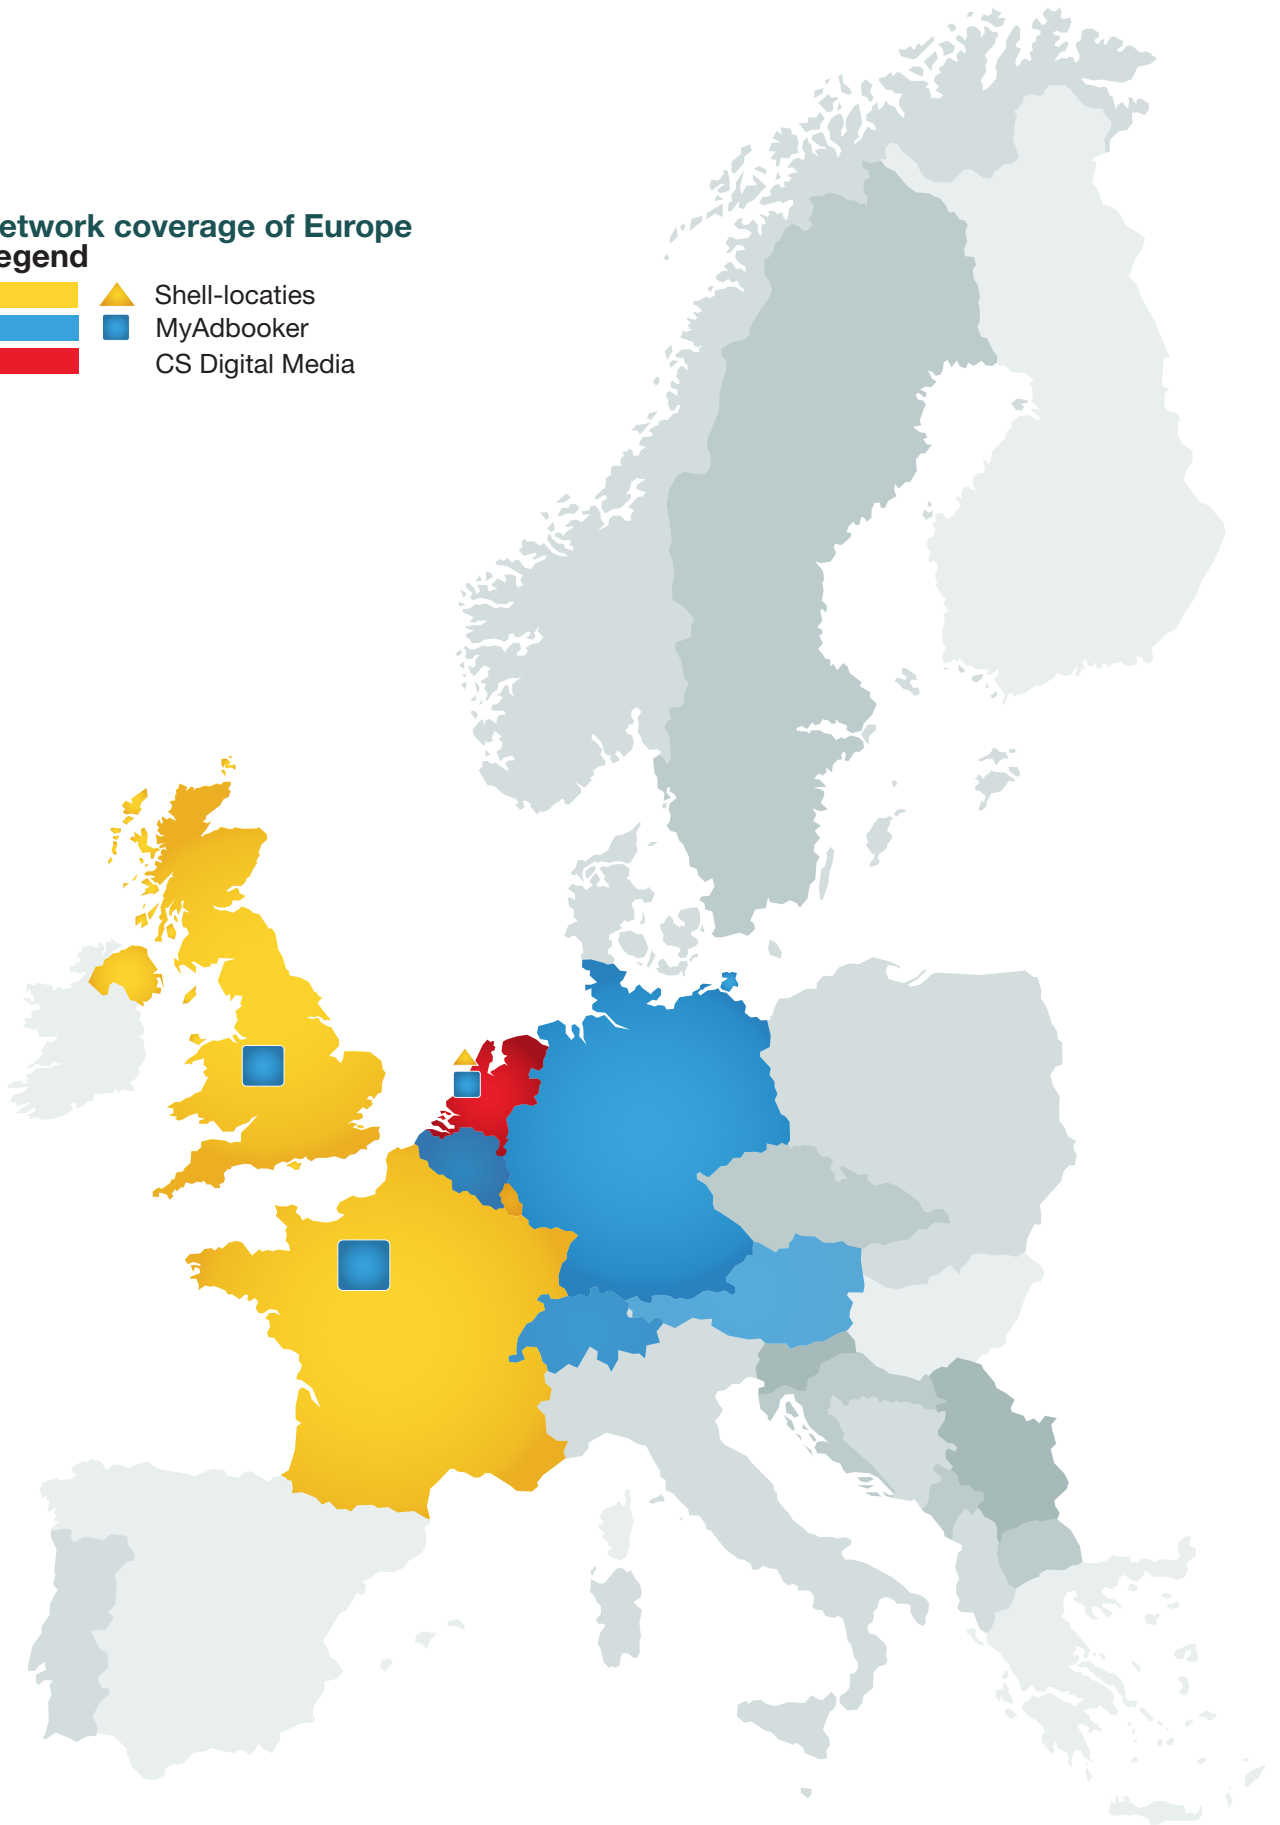 etwork coverage of Europe
egend
Shell-locaties
MyAdbooker
CS Digital Media